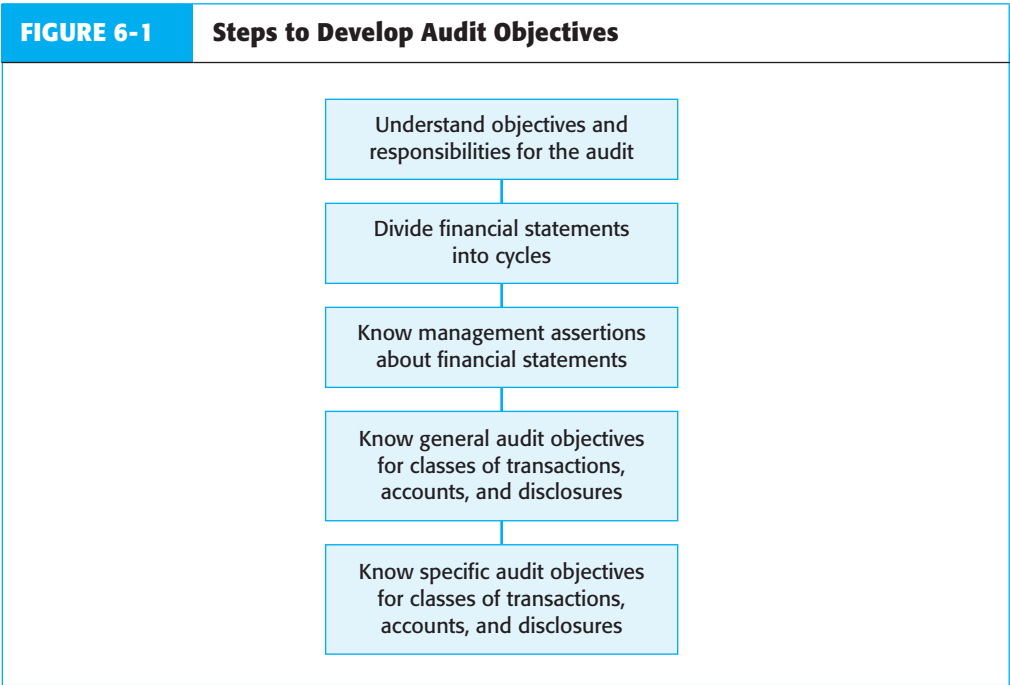 FIGURE 6-1
Steps to Develop Audit Objectives
Understand objectives and
responsibilities for the audit
Divide financial statements
into cycles
Know management assertions
about financial statements
Know general audit objectives
for classes of transactions,
accounts, and disclosures
Know specific audit objectives
for classes of transactions,
accounts, and disclosures